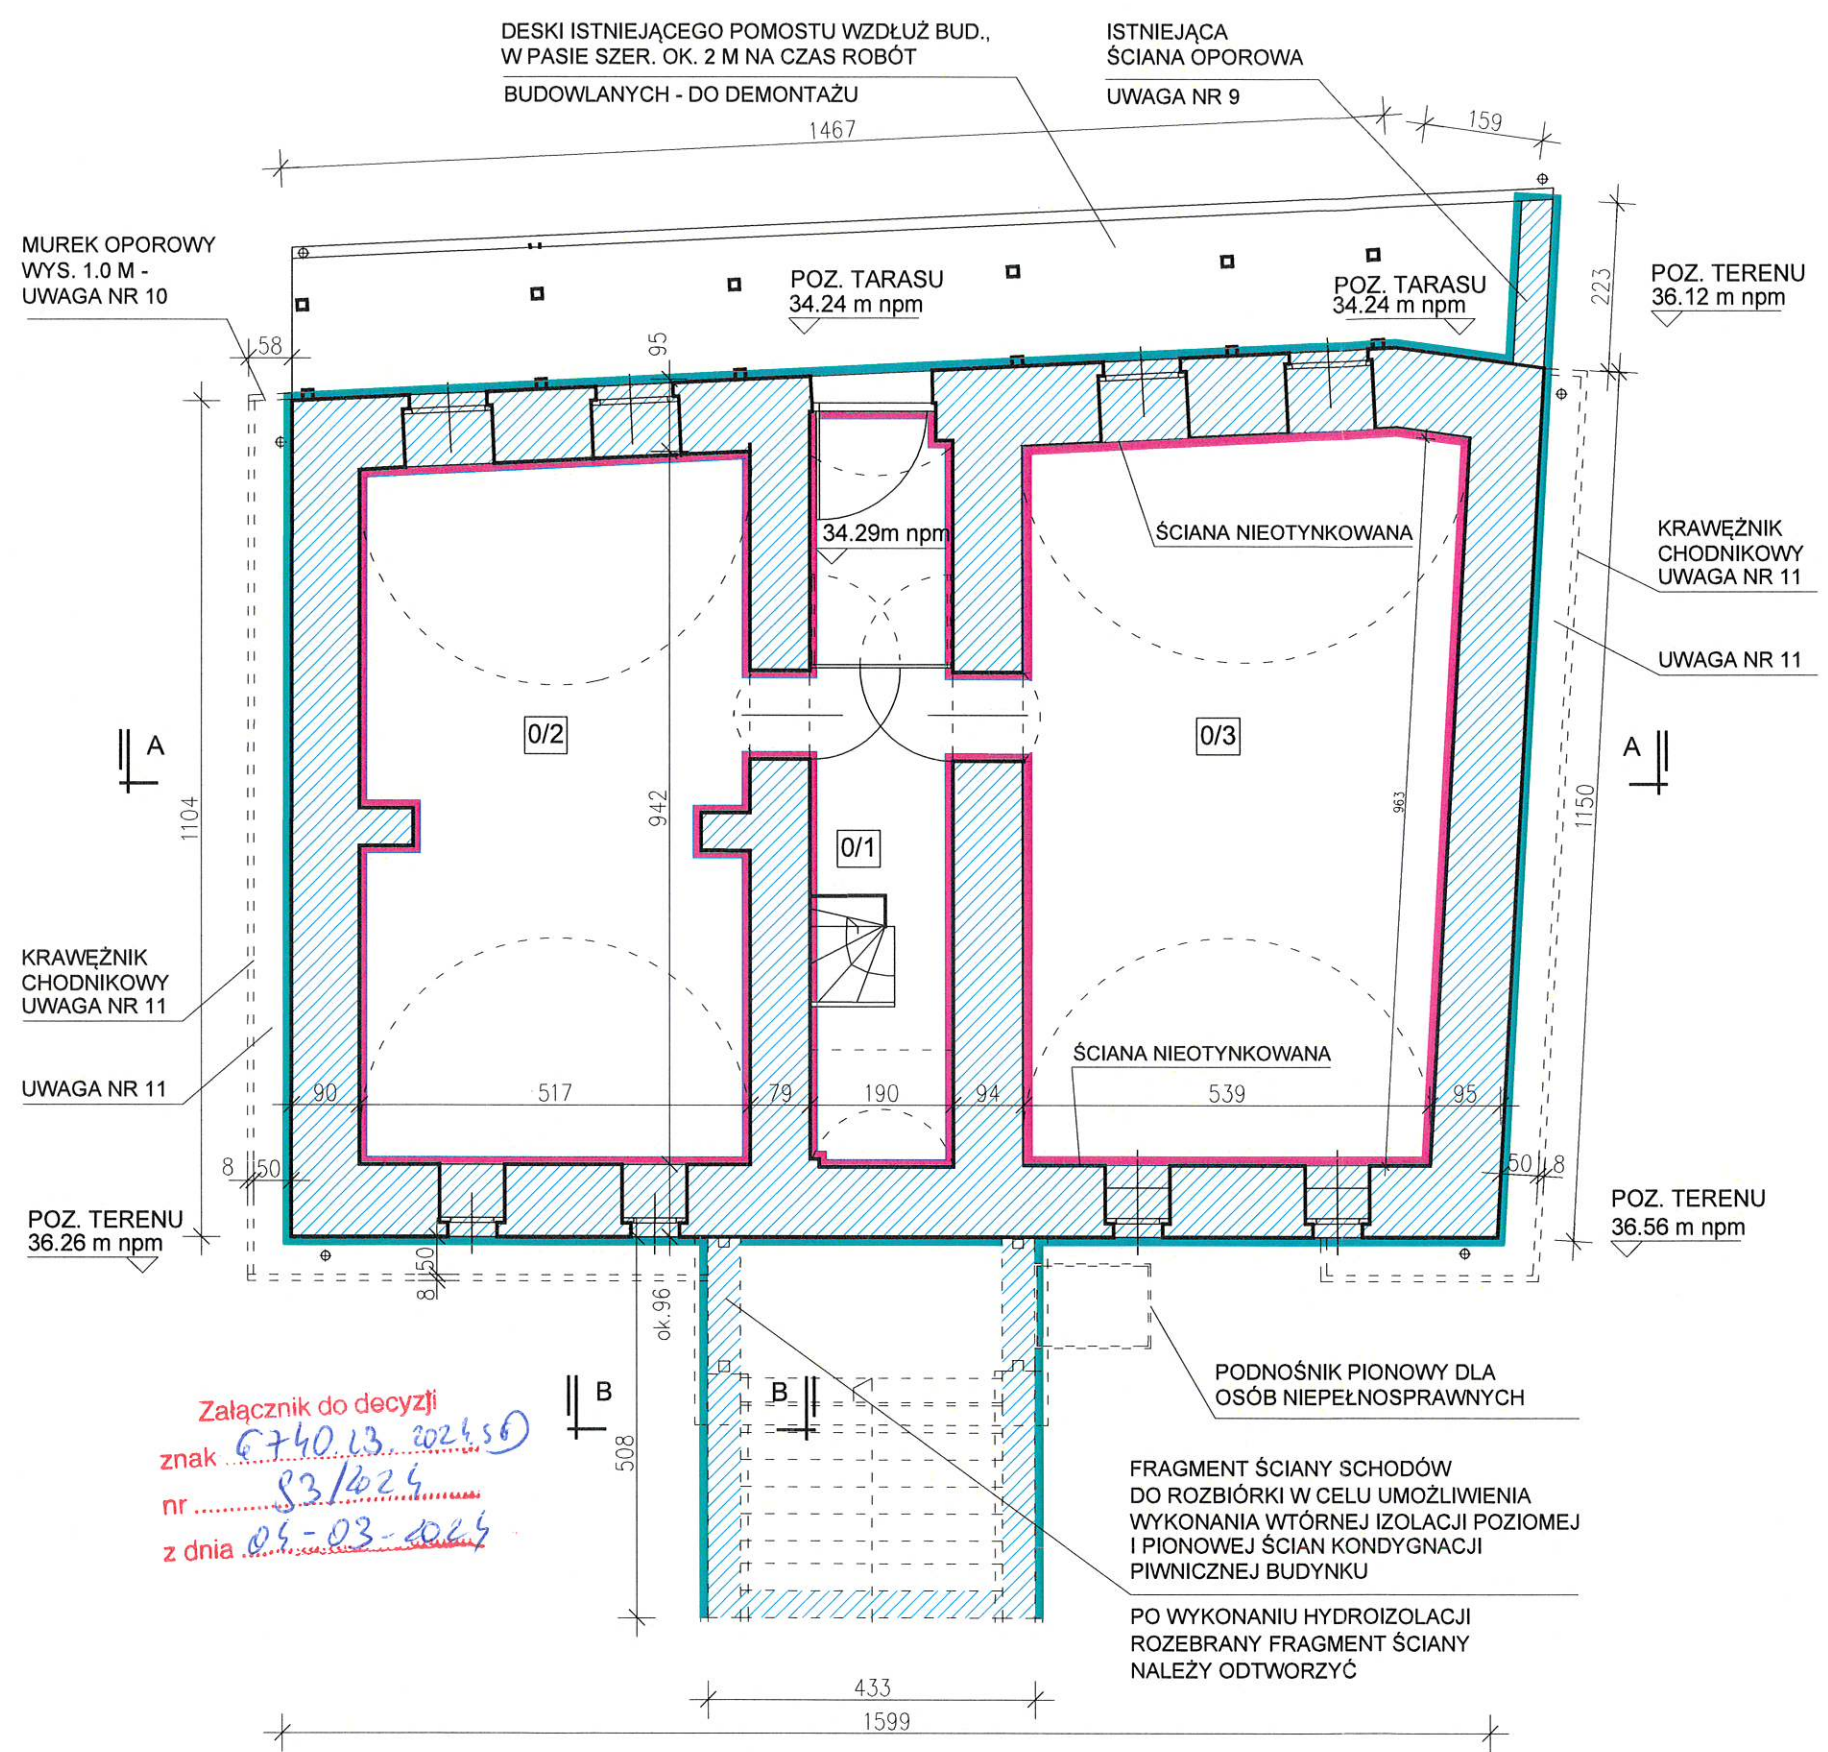 DESKI ISTNIEJĄCEGO POMOSTU WZDŁUŻ BUD.,
W PASIE SZER. OK. 2 M NA CZAS ROBÓT
BUDOWLANYCH - DO DEMONTAŻU
ISTNIEJĄCA
ŚCIANA OPOROWA
UWAGA NR 9
1467
159
MUREK OPOROWY
WYS. 1.0 M -
UWAGA NR 10
58
95
POZ. TARASU
34.24 m npm
POZ. TARASU
34.24 m npm
223
POZ. TERENU
36.12 m npm
34.29m npm
ŚCIANA NIEOTYNKOWANA
KRAWĘŻNIK
CHODNIKOWY
UWAGA NR 11
UWAGA NR 11
A
0/2
0/3
A
1104
942
0/1
963
1150
KRAWĘŻNIK
CHODNIKOWY
UWAGA NR 11
UWAGA NR 11
ŚCIANA NIEOTYNKOWANA
90
517
79
190
94
539
95
8
50
50
8
POZ. TERENU
36.26 m npm
POZ. TERENU
36.56 m npm
50
8
ok.96
B
B
508
PODNOŚNIK PIONOWY DLA
OSÓB NIEPEŁNOSPRAWNYCH
Załącznik do decyzji
znak
nr 93/2024
z dnia 04-03-2024
FRAGMENT ŚCIANY SCHODÓW
DO ROZBIÓRKI W CELU UMOŻLIWIENIA
WYKONANIA WTÓRNEJ IZOLACJI POZIOMEJ
I PIONOWEJ ŚCIAN KONDYGNACJI
PIWNICZNEJ BUDYNKU
PO WYKONANIU HYDROIZOLACJI
ROZEBRANY FRAGMENT ŚCIANY
NALEŻY ODTWORZYĆ
433
1599